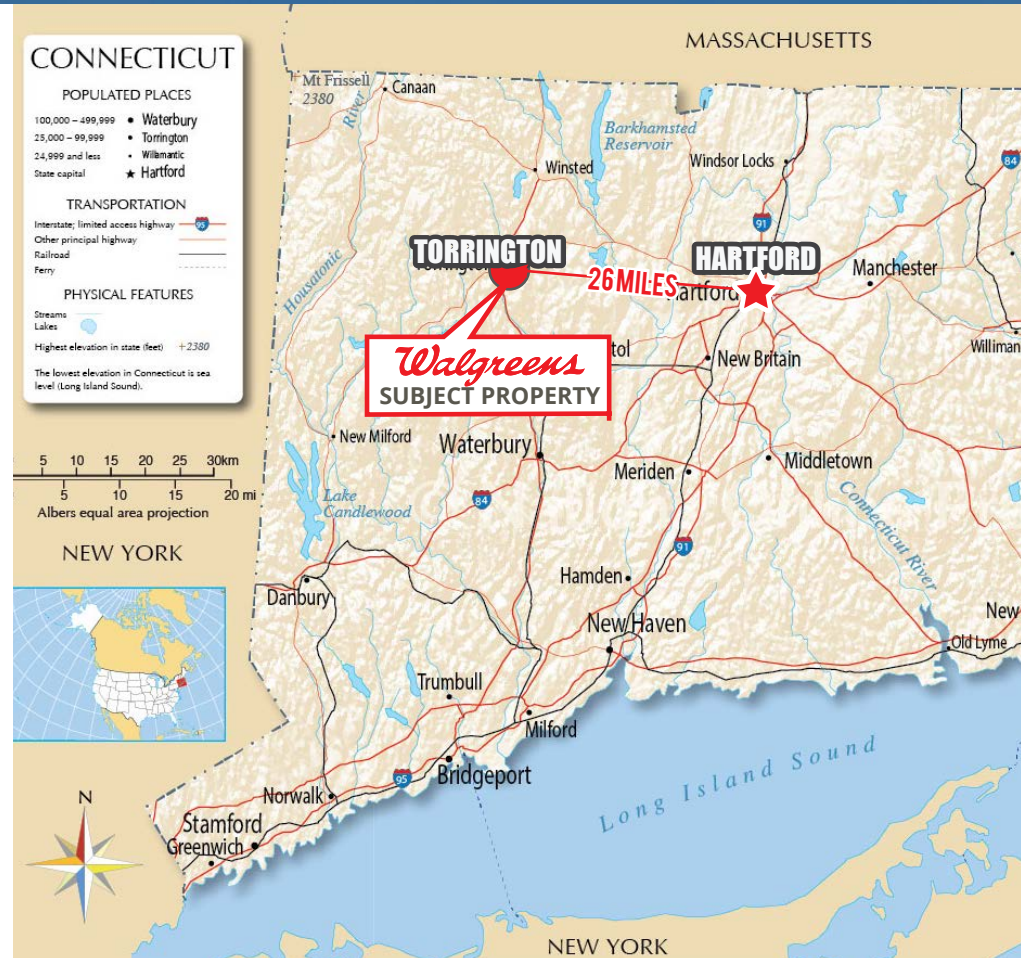 MASSACHUSETTS
CONNECTICUT
POPULATED PLACES
100,000 – 499,999 • Waterbury
25,000 – 99,999 • Torrington
24,999 and less • Willamantic
State capital ★ Hartford
TRANSPORTATION
Interstate; limited access highway 95
Other principal highway
Railroad
Ferry
PHYSICAL FEATURES
Streams
Lakes
Highest elevation in state (feet) +2380
The lowest elevation in Connecticut is sea
level (Long Island Sound).
5 10 15 20 25 30km
5 10 15 20 mi
Albers equal area projection
NEW YORK
N
Mt Frissell
2380
Canaan
River
Housatonic
Barkhamsted
Reservoir
Winsted
Windsor Locks
84
91
TORRINGTON
26 MILES
HARTFORD
Manchester
Walgreens
SUBJECT PROPERTY
New Britain
Williman
New Milford
Waterbury
Meriden
Middletown
Lake
Candlewood
84
Connecticut River
91
Hamden
Danbury
New Haven
New
Old Lyme
Trumbull
Milford
95
Bridgeport
Norwalk
Stamford
Greenwich
Long Island Sound
NEW YORK